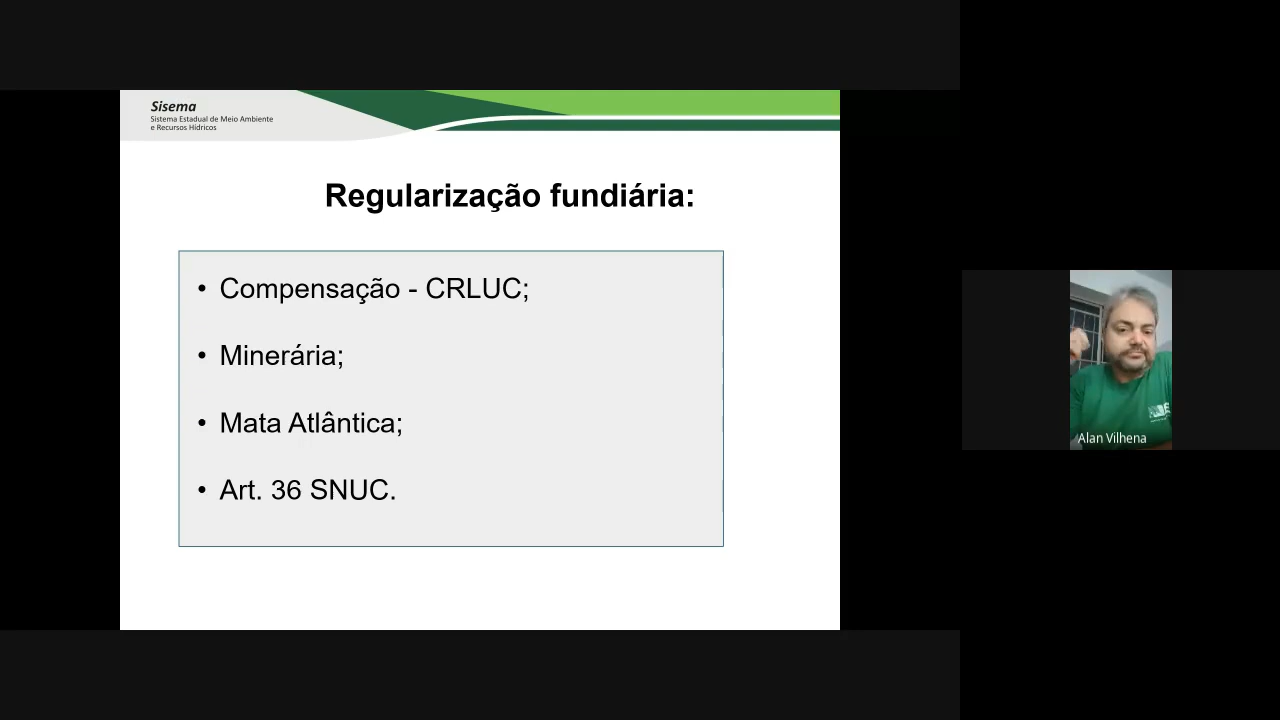 Sisema
Sistema Estadual de Meio Ambiente
e Recursos Hídricos
Regularização fundiária:
• Compensação - CRLUC;
• Minerária;
• Mata Atlântica;
• Art. 36 SNUC.
Alan Vilhena